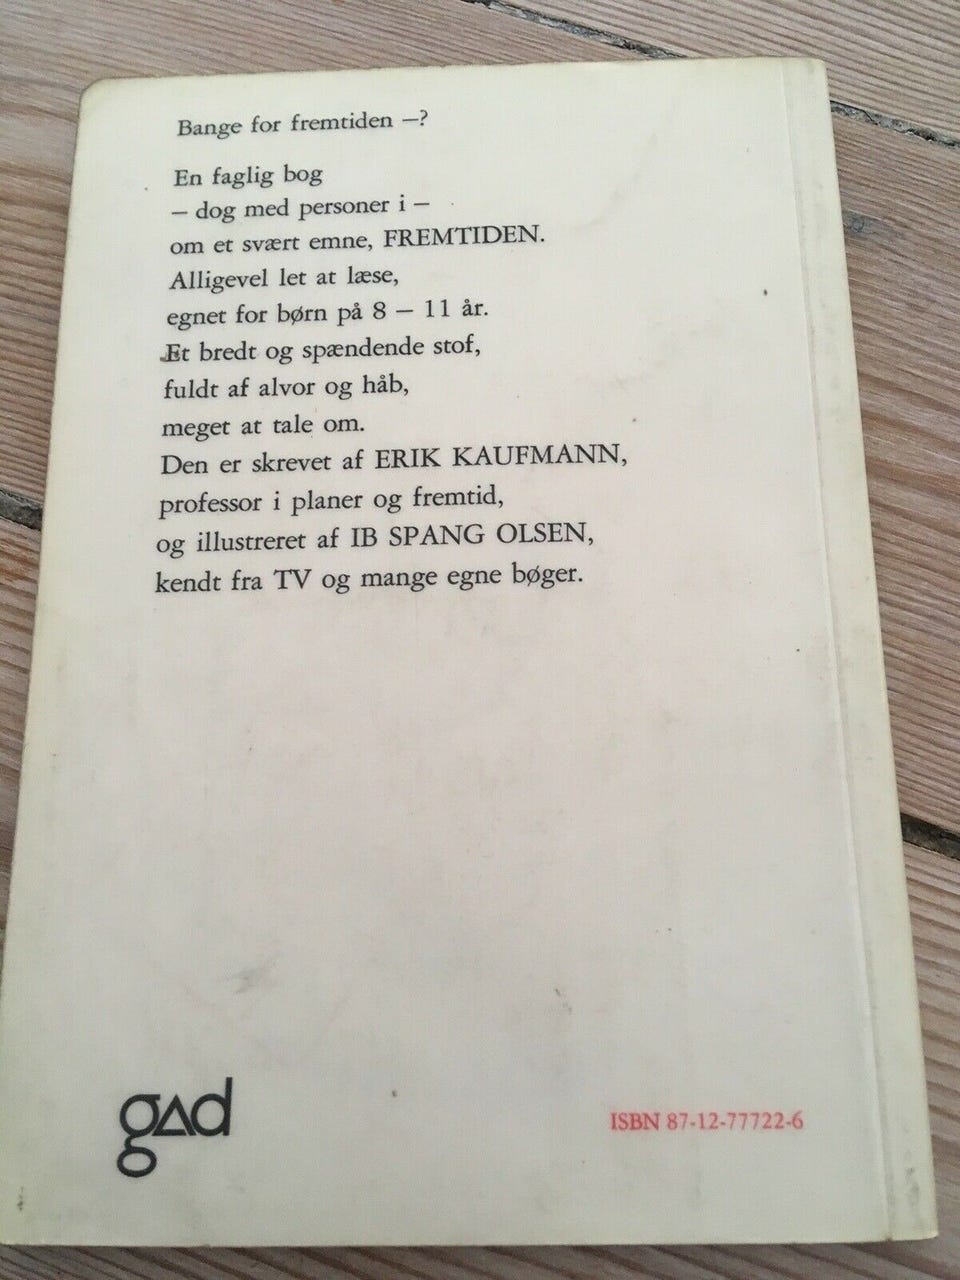 Bange for fremtiden —?
En faglig bog
— dog med personer i —
om et svært emne, FREMTIDEN.
Alligevel let at læse,
egnet for børn på 8 — 11 år.
Et bredt og spændende stof,
fuldt af alvor og håb,
meget at tale om.
Den er skrevet af ERIK KAUFMANN,
professor i planer og fremtid,
og illustreret af IB SPANG OLSEN,
kendt fra TV og mange egne bøger.
gad
ISBN 87-12-77722-6